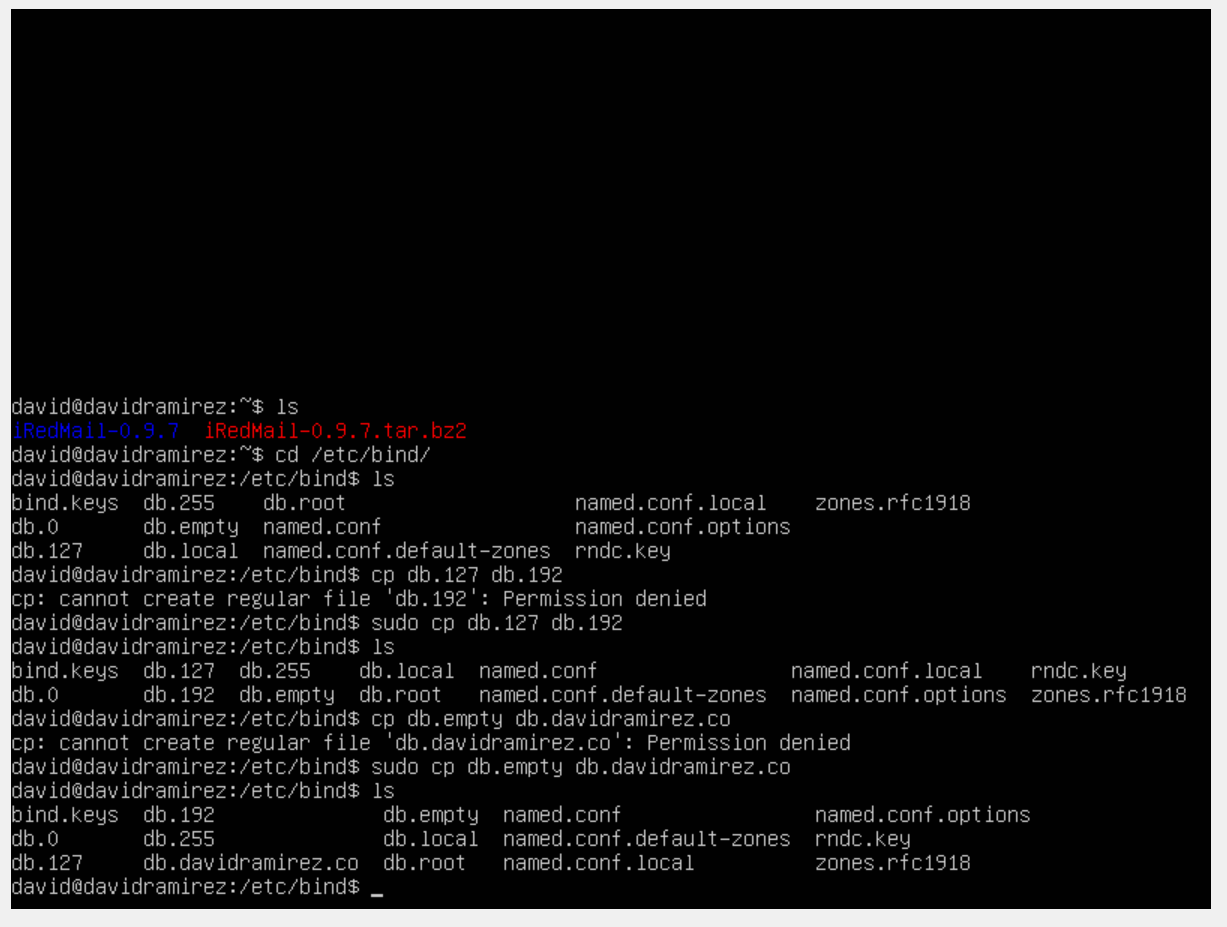 david@davidramirez:~$ ls
iRedMail-0.9.7  iRedMail-0.9.7.tar.bz2
david@davidramirez:~$ cd /etc/bind/
david@davidramirez:/etc/bind$ ls
bind.keys  db.255    db.root                   named.conf.local    zones.rfc1918
db.0       db.empty  named.conf                named.conf.options
db.127     db.local  named.conf.default-zones  rndc.key
david@davidramirez:/etc/bind$ cp db.127 db.192
cp: cannot create regular file 'db.192': Permission denied
david@davidramirez:/etc/bind$ sudo cp db.127 db.192
david@davidramirez:/etc/bind$ ls
bind.keys  db.127  db.255    db.local  named.conf                named.conf.local    rndc.key
db.0       db.192  db.empty  db.root   named.conf.default-zones  named.conf.options  zones.rfc1918
david@davidramirez:/etc/bind$ cp db.empty db.davidramirez.co
cp: cannot create regular file 'db.davidramirez.co': Permission denied
david@davidramirez:/etc/bind$ sudo cp db.empty db.davidramirez.co
david@davidramirez:/etc/bind$ ls
bind.keys  db.192              db.empty  named.conf                named.conf.options
db.0       db.255              db.local  named.conf.default-zones  rndc.key
db.127     db.davidramirez.co  db.root   named.conf.local          zones.rfc1918
david@davidramirez:/etc/bind$ _